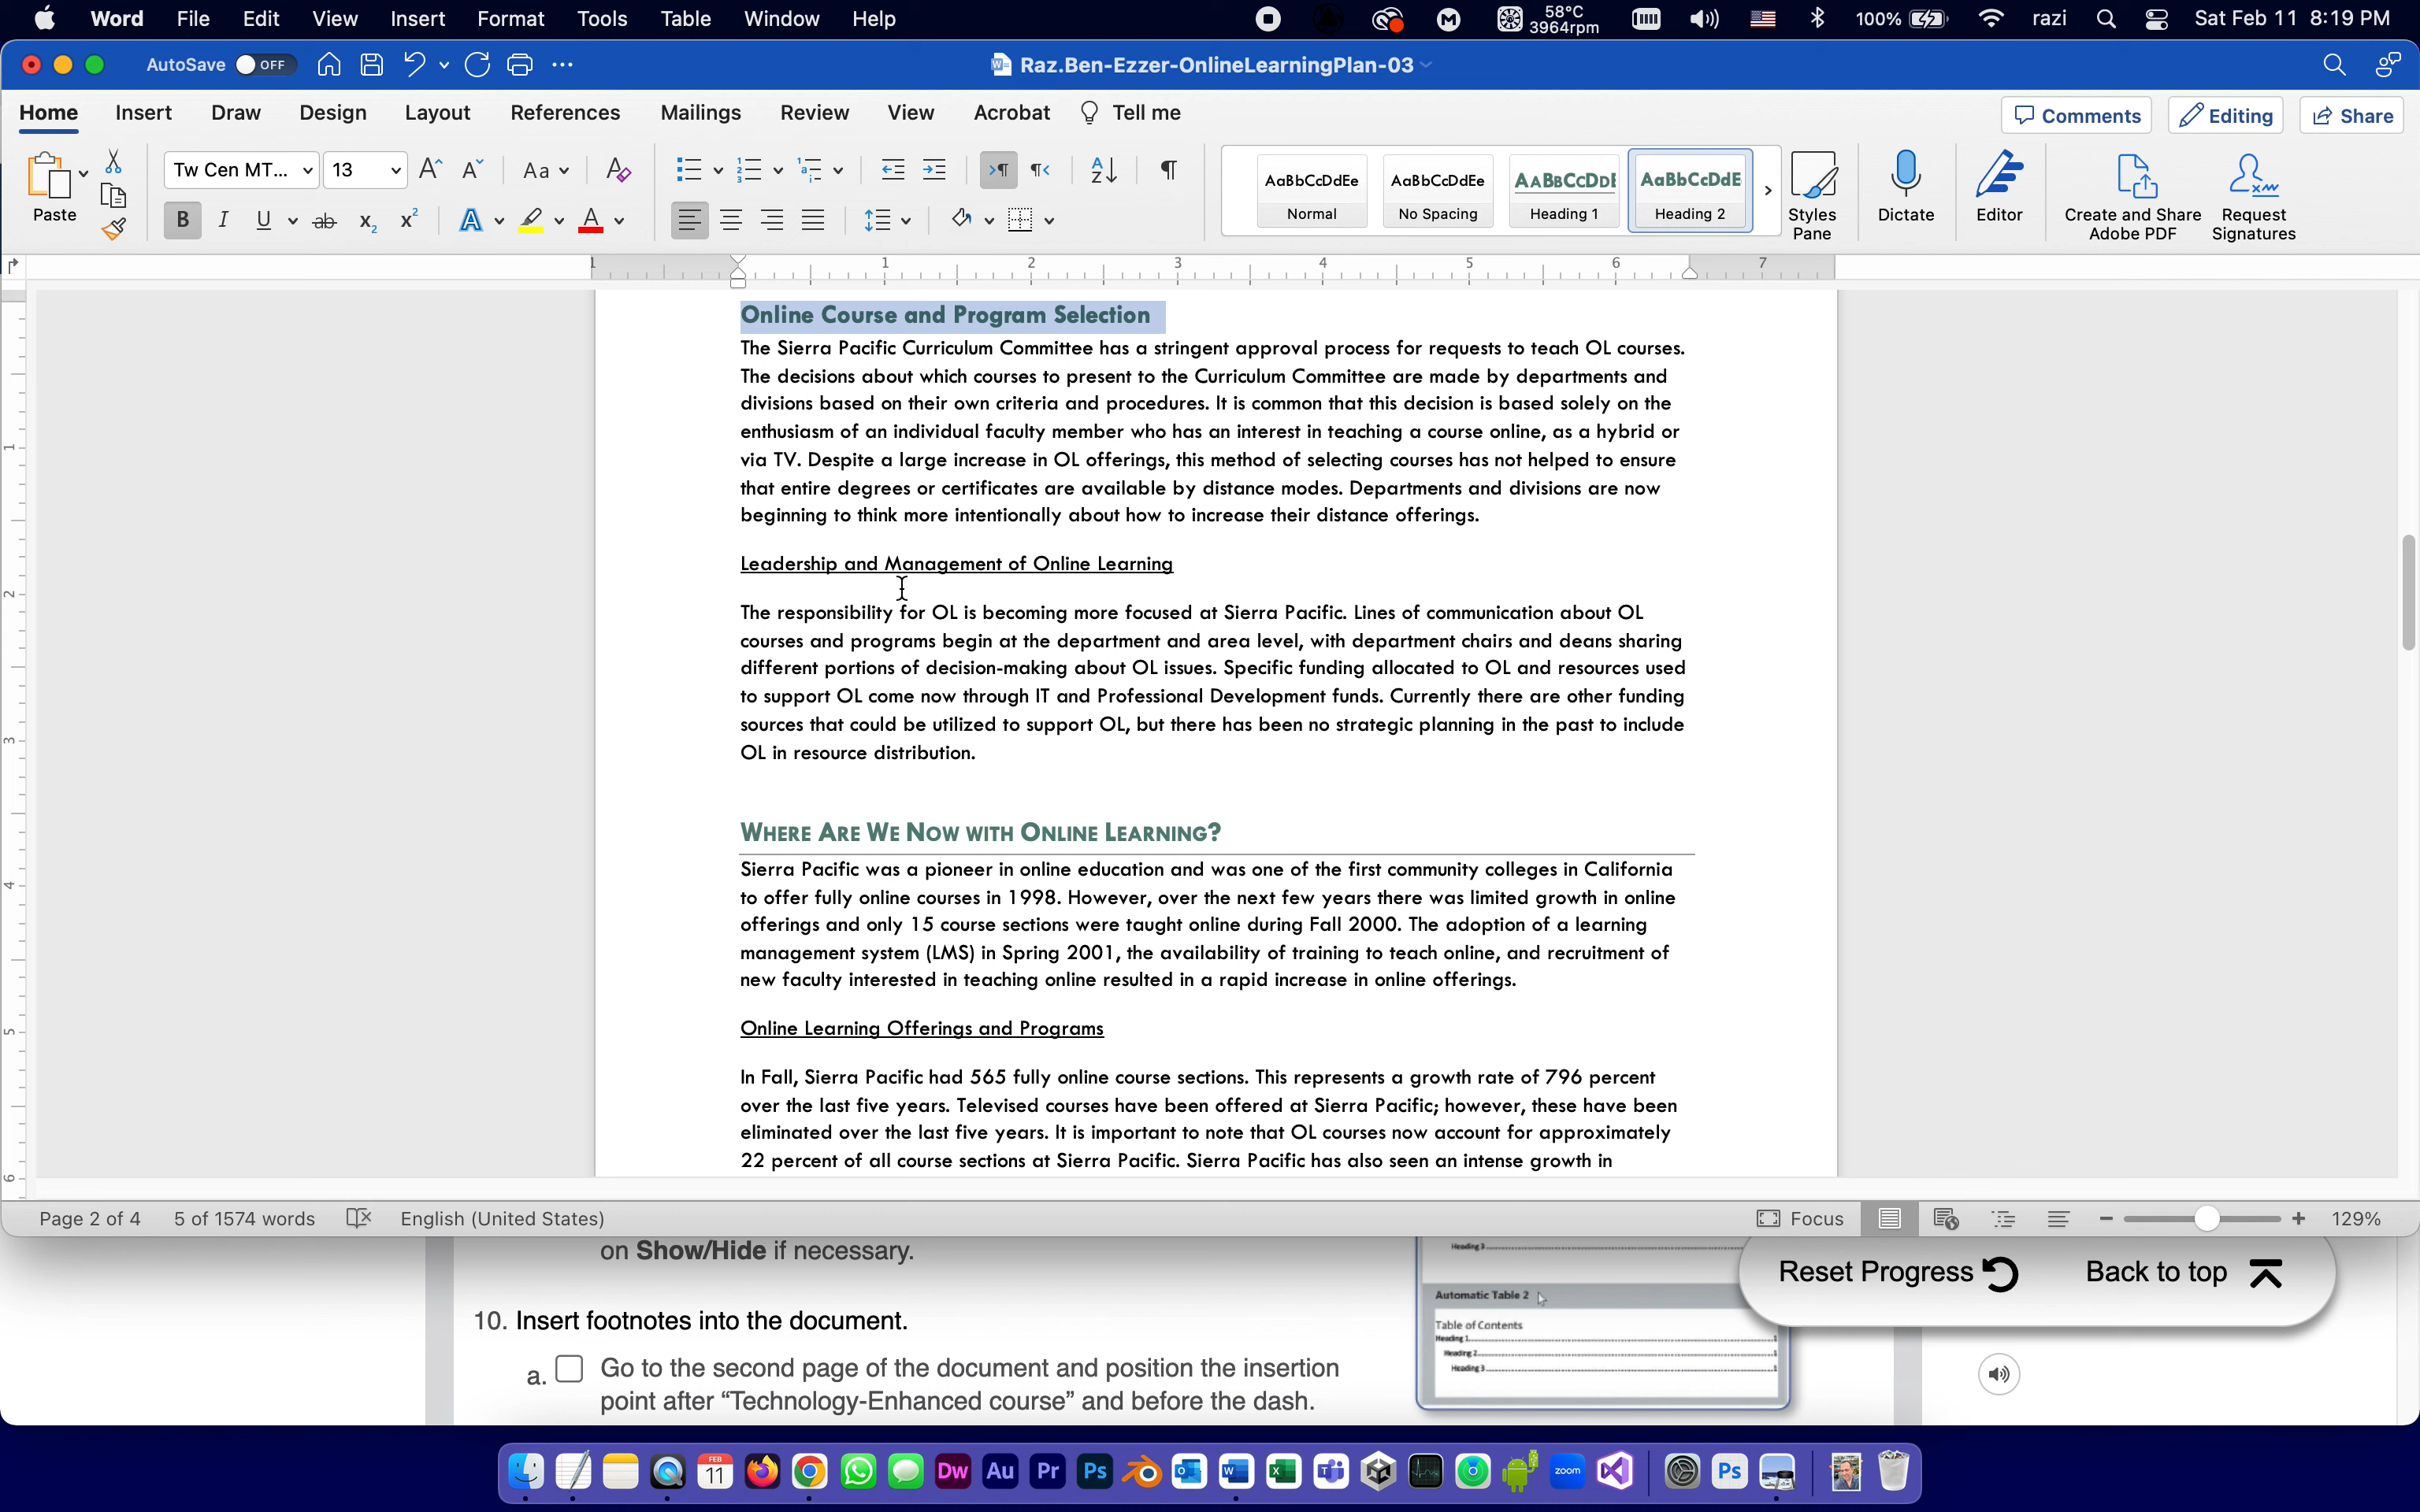 Word File Edit View Insert Format Tools Table Window Help 58°C 3964rpm 100% razi Sat Feb 11 8:19 PM
AutoSave OFF Raz.Ben-Ezzer-OnlineLearningPlan-03
Home Insert Draw Design Layout References Mailings Review View Acrobat Tell me Comments Editing Share
Paste
Tw Cen MT... 13
AaBbCcDdEe Normal
AaBbCcDdEe No Spacing
AABBCCDDE Heading 1
AaBbCcDdE Heading 2
Styles Pane
Dictate
Editor
Create and Share Adobe PDF
Request Signatures
1 1 2 3 4 5 6 7
Online Course and Program Selection
The Sierra Pacific Curriculum Committee has a stringent approval process for requests to teach OL courses.
The decisions about which courses to present to the Curriculum Committee are made by departments and
divisions based on their own criteria and procedures. It is common that this decision is based solely on the
enthusiasm of an individual faculty member who has an interest in teaching a course online, as a hybrid or
via TV. Despite a large increase in OL offerings, this method of selecting courses has not helped to ensure
that entire degrees or certificates are available by distance modes. Departments and divisions are now
beginning to think more intentionally about how to increase their distance offerings.
Leadership and Management of Online Learning
The responsibility for OL is becoming more focused at Sierra Pacific. Lines of communication about OL
courses and programs begin at the department and area level, with department chairs and deans sharing
different portions of decision-making about OL issues. Specific funding allocated to OL and resources used
to support OL come now through IT and Professional Development funds. Currently there are other funding
sources that could be utilized to support OL, but there has been no strategic planning in the past to include
OL in resource distribution.
WHERE ARE WE NOW WITH ONLINE LEARNING?
Sierra Pacific was a pioneer in online education and was one of the first community colleges in California
to offer fully online courses in 1998. However, over the next few years there was limited growth in online
offerings and only 15 course sections were taught online during Fall 2000. The adoption of a learning
management system (LMS) in Spring 2001, the availability of training to teach online, and recruitment of
new faculty interested in teaching online resulted in a rapid increase in online offerings.
Online Learning Offerings and Programs
In Fall, Sierra Pacific had 565 fully online course sections. This represents a growth rate of 796 percent
over the last five years. Televised courses have been offered at Sierra Pacific; however, these have been
eliminated over the last five years. It is important to note that OL courses now account for approximately
22 percent of all course sections at Sierra Pacific. Sierra Pacific has also seen an intense growth in
Page 2 of 4 5 of 1574 words English (United States) Focus 129%
on Show/Hide if necessary.
10. Insert footnotes into the document.
a. Go to the second page of the document and position the insertion
point after “Technology-Enhanced course” and before the dash.
Heading 3
Automatic Table 2
Table of Contents
Heading 1
Heading 2
Heading 3
Reset Progress Back to top
FEB 11 Dw Au Pr Ps zoom Ps